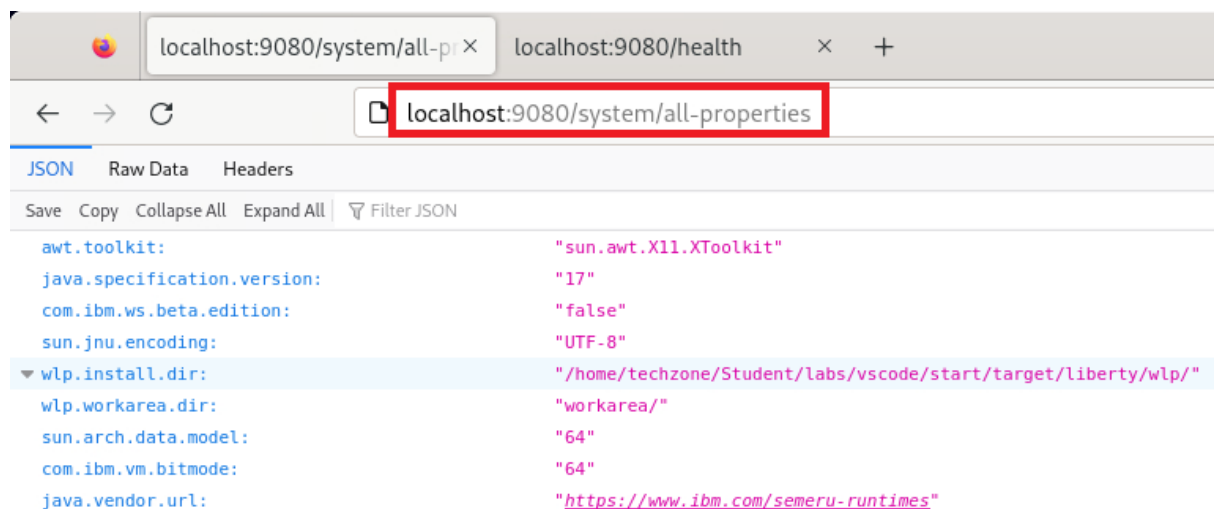 localhost:9080/system/all-pr × localhost:9080/health × +
localhost:9080/system/all-properties
JSON Raw Data Headers
Save Copy Collapse All Expand All Filter JSON
awt.toolkit: "sun.awt.X11.XToolkit"
java.specification.version: "17"
com.ibm.ws.beta.edition: "false"
sun.jnu.encoding: "UTF-8"
wlp.install.dir: "/home/techzone/Student/labs/vscode/start/target/liberty/wlp/"
wlp.workarea.dir: "workarea/"
sun.arch.data.model: "64"
com.ibm.vm.bitmode: "64"
java.vendor.url: "https://www.ibm.com/semeru-runtimes"